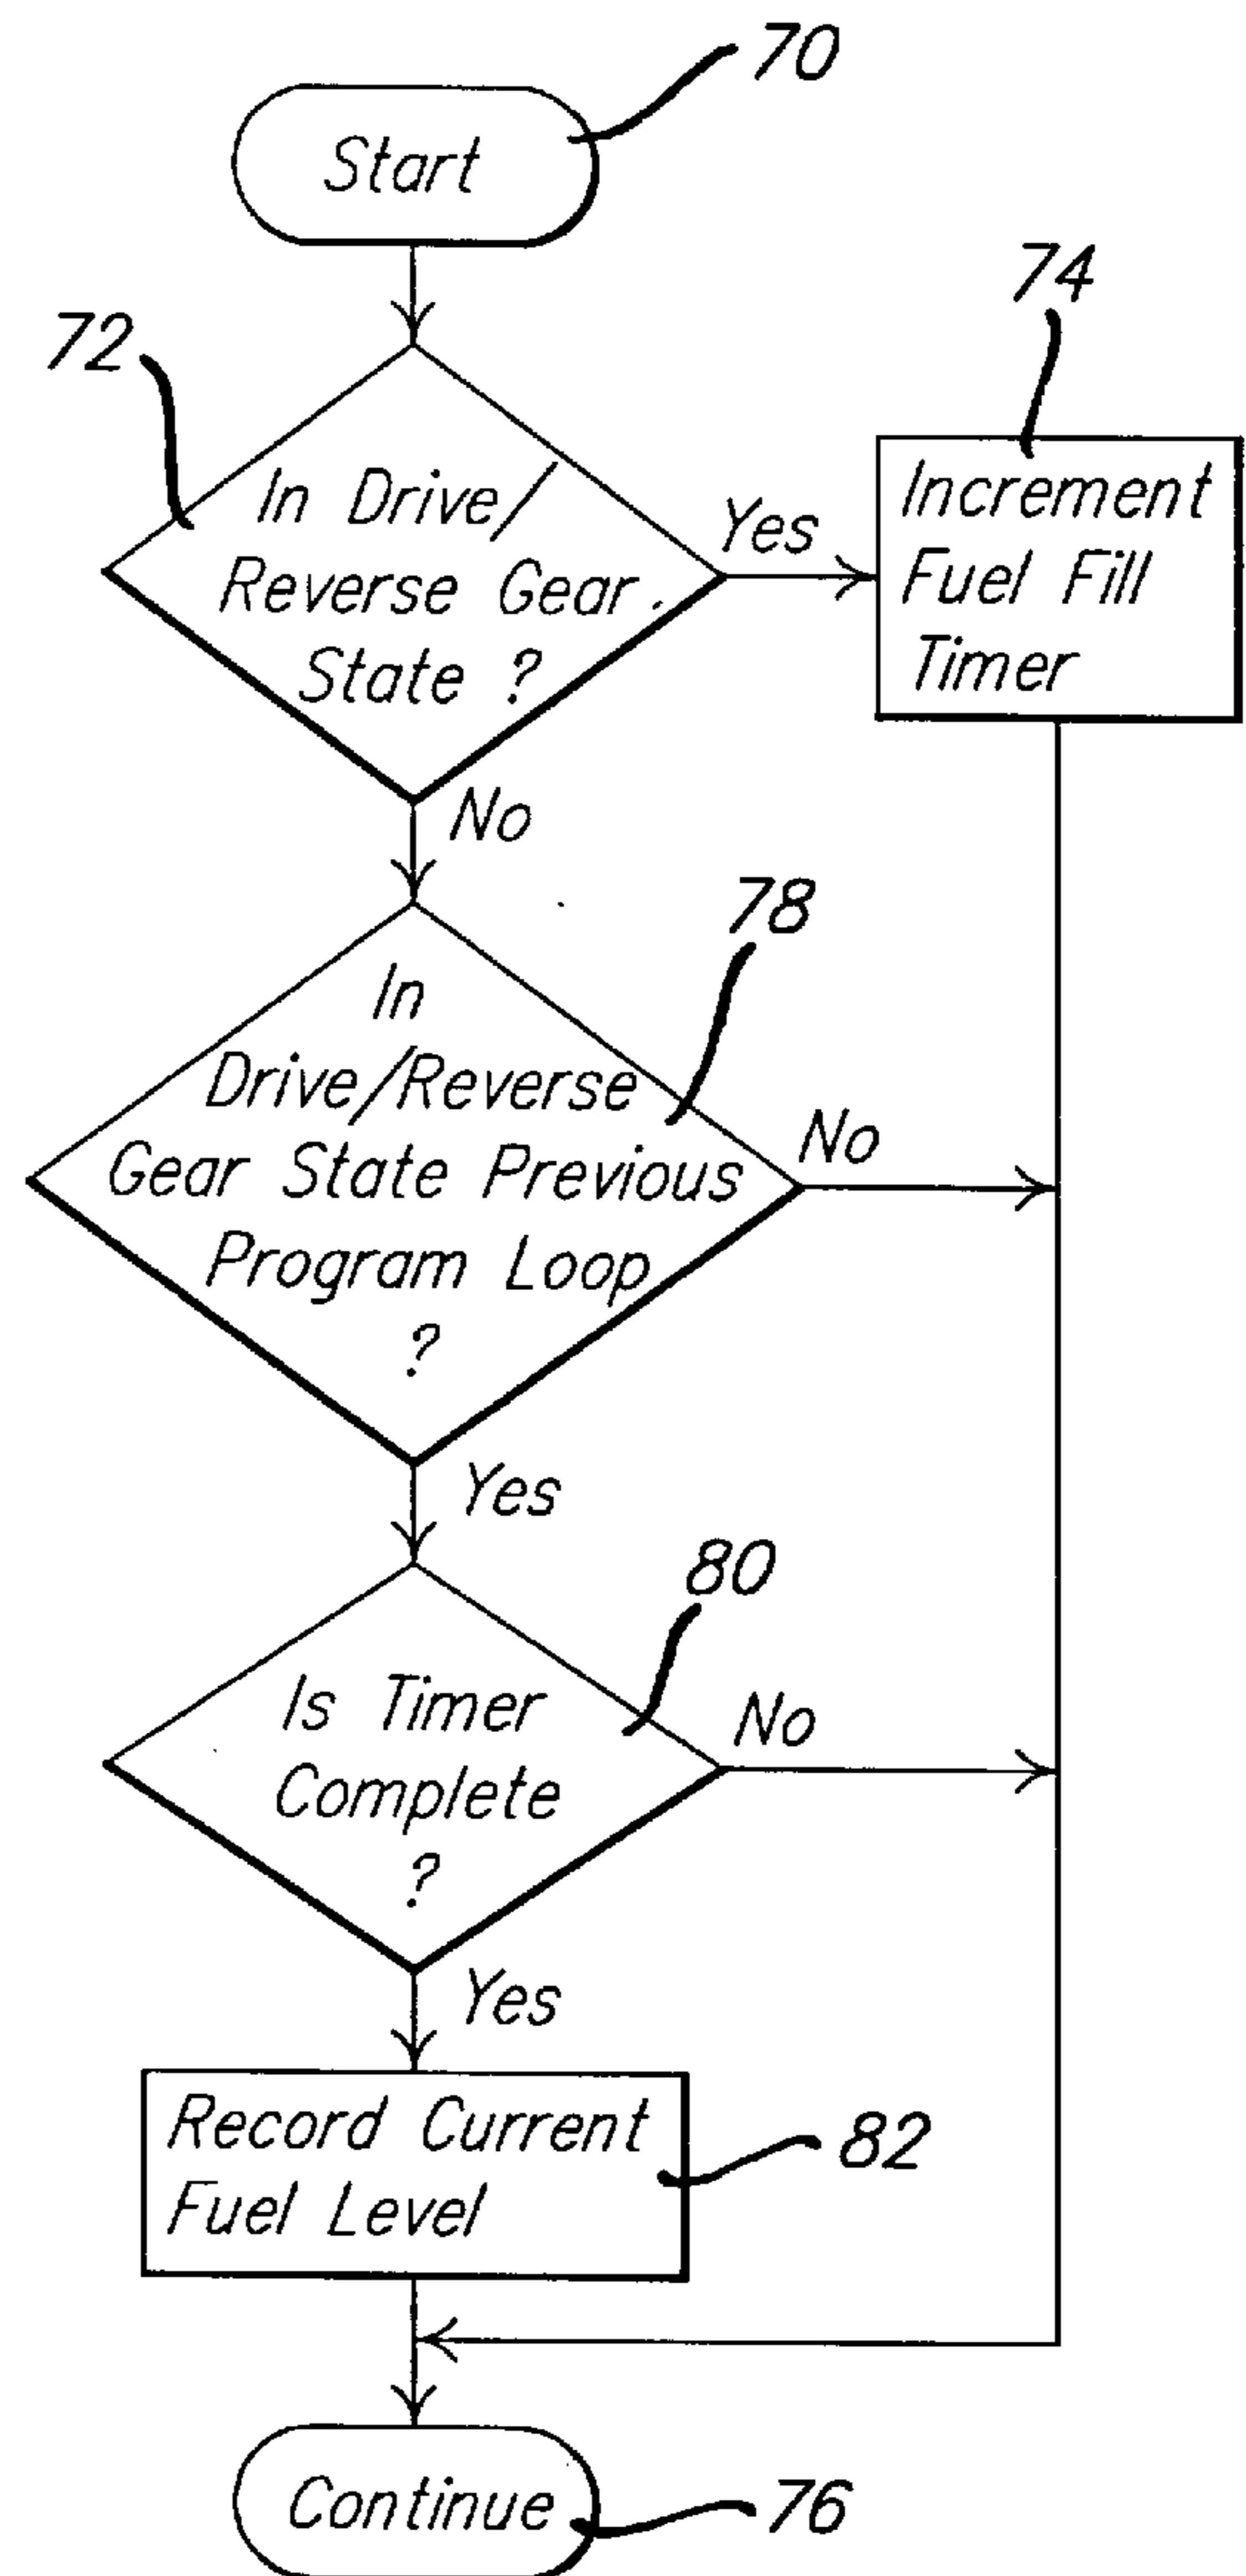 70
Start
74
72
In Drive/
Reverse Gear
State ?
Yes
Increment
Fuel Fill
Timer
No
78
In
Drive/Reverse
Gear State Previous
Program Loop
?
No
Yes
80
Is Timer
Complete
?
No
Yes
Record Current
Fuel Level
82
Continue
76